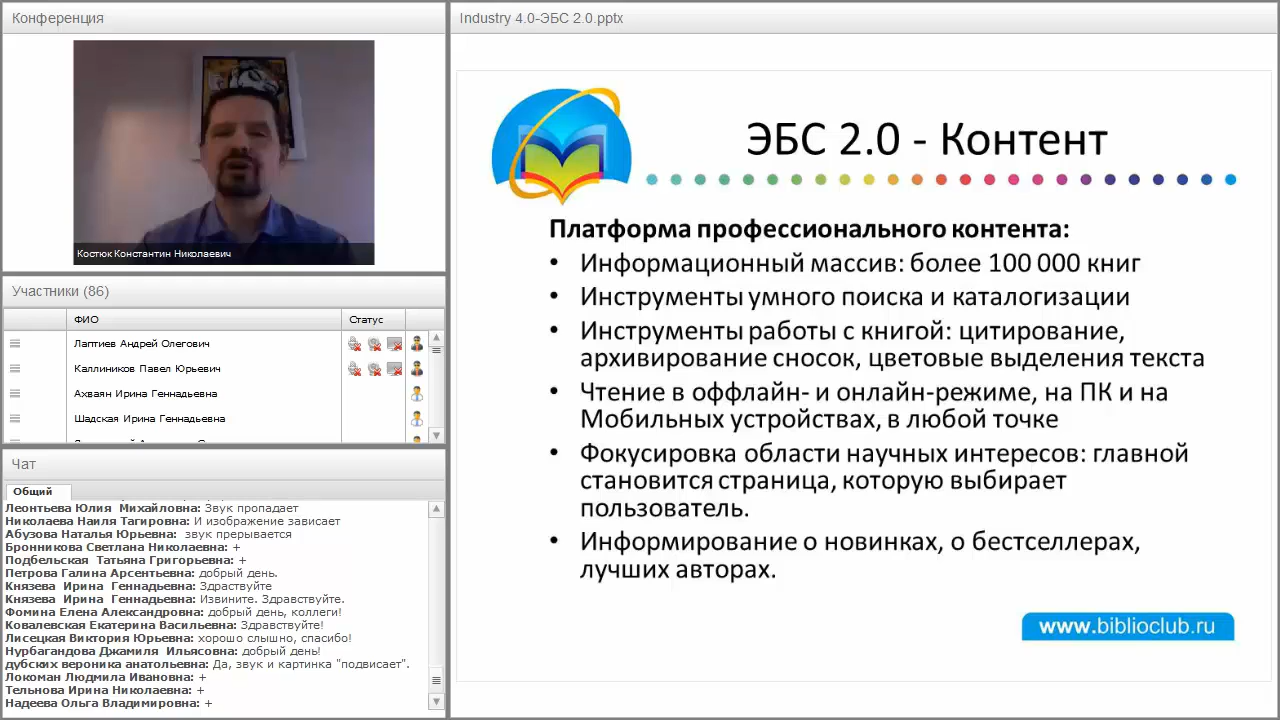 Конференция
Костюк Константин Николаевич
Участники (86)
ФИО
Статус
Лаптиев Андрей Олегович
Каллиников Павел Юрьевич
Ахваян Ирина Геннадьевна
Шадская Ирина Геннадьевна
Чат
Общий
Леонтьева Юлия Михайловна: Звук пропадает
Николаева Наиля Тагировна: И изображение зависает
Абузова Наталья Юрьевна: звук прерывается
Бронникова Светлана Николаевна: +
Подбельская Татьяна Григорьевна: +
Петрова Галина Арсентьевна: добрый день.
Князева Ирина Геннадьевна: Здраствуйте
Князева Ирина Геннадьевна: Извините. Здравствуйте.
Фомина Елена Александровна: добрый день, коллеги!
Ковалевская Екатерина Васильевна: Здравствуйте!
Лисецкая Виктория Юрьевна: хорошо слышно, спасибо!
Нурбагандова Джамиля Ильясовна: добрый день!
дубских вероника анатольевна: Да, звук и картинка "подвисает".
Локоман Людмила Ивановна: +
Тельнова Ирина Николаевна: +
Надеева Ольга Владимировна: +
Industry 4.0-ЭБС 2.0.pptx
ЭБС 2.0 - Контент
Платформа профессионального контента:
• Информационный массив: более 100 000 книг
• Инструменты умного поиска и каталогизации
• Инструменты работы с книгой: цитирование,
архивирование сносок, цветовые выделения текста
• Чтение в оффлайн- и онлайн-режиме, на ПК и на
Мобильных устройствах, в любой точке
• Фокусировка области научных интересов: главной
становится страница, которую выбирает
пользователь.
• Информирование о новинках, о бестселлерах,
лучших авторах.
www.biblioclub.ru